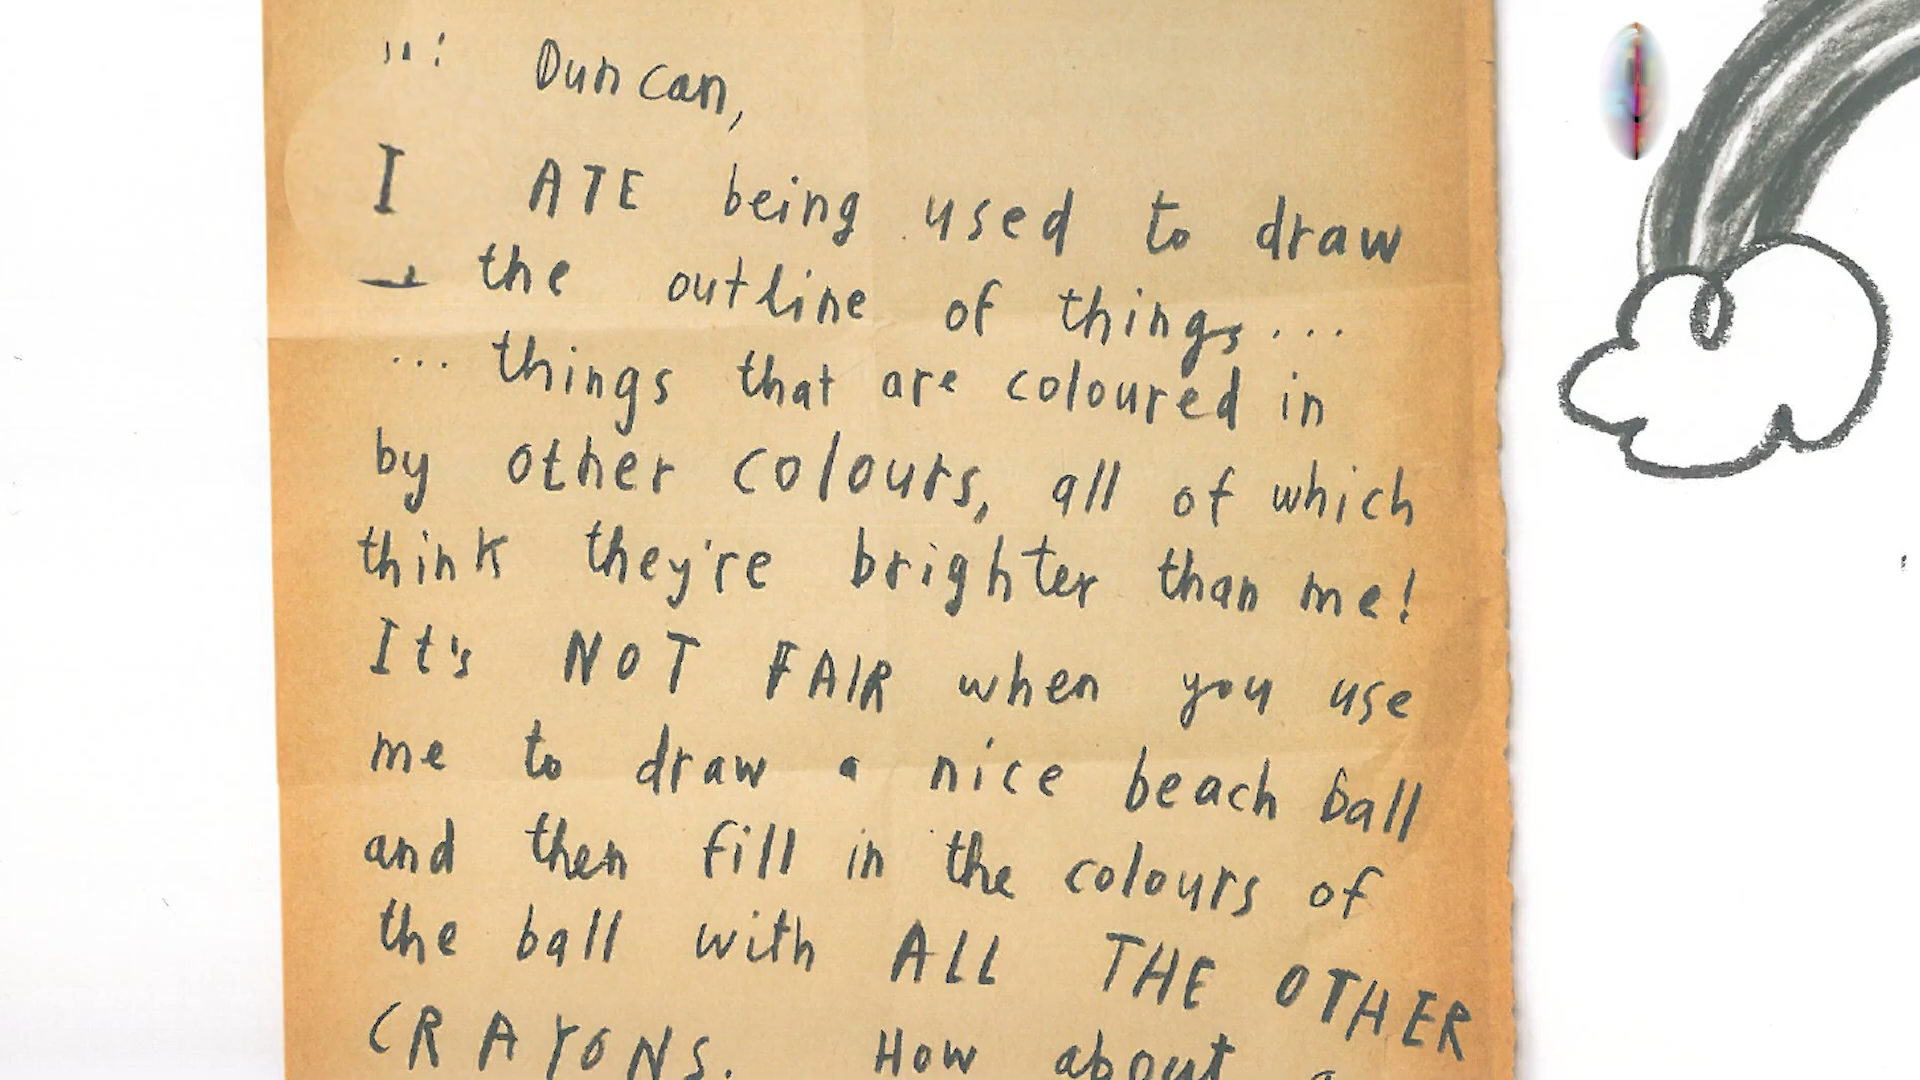 Duncan,
I ATE being used to draw
the outline of things...
... things that are coloured in
by other colours, all of which
think they're brighter than me!
It's NOT FAIR when you use
me to draw a nice beach ball
and then fill in the colours of
the ball with ALL THE OTHER
CRAYONS. How about a